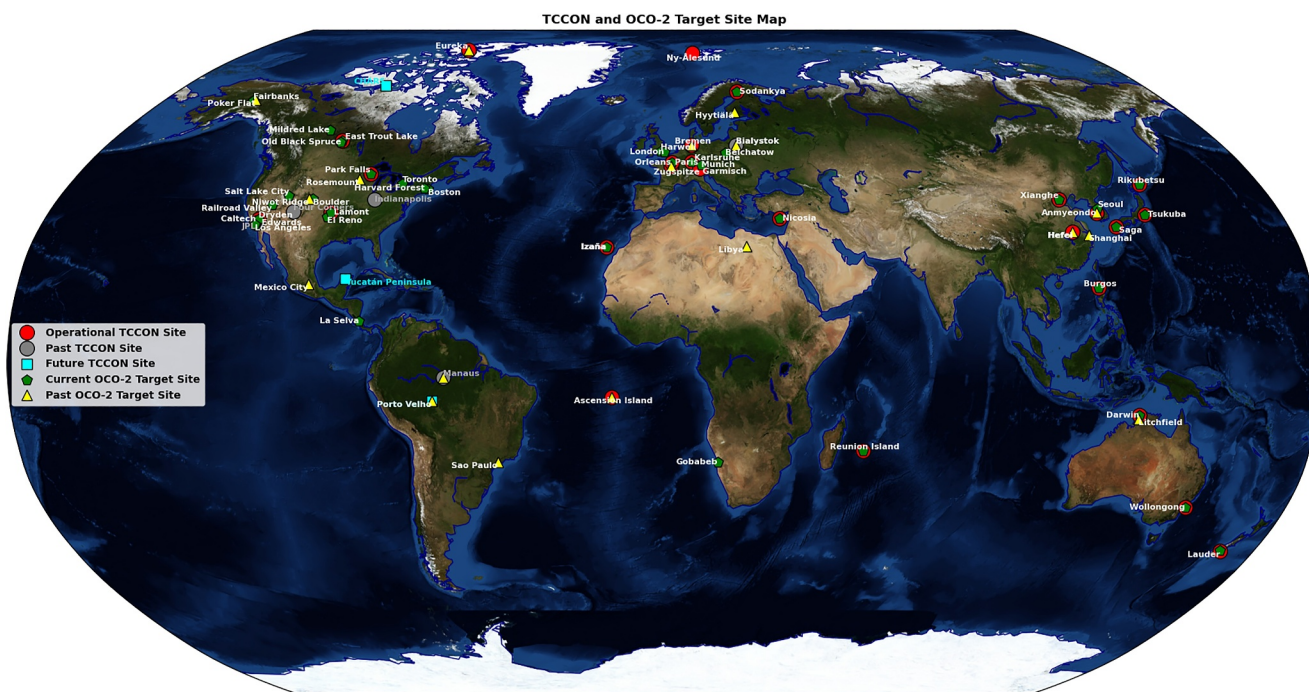 TCCON and OCO-2 Target Site Map
Eureka
Ny-Alesund
Sodankya
Fairbanks
Poker Flat
Hyytiala
Mildred Lake
East Trout Lake
Old Black Spruce
Bremen
Bialystok
Harwell
London
Belchatow
Karlsruhe
Orleans
Paris
Munich
Zugspitze
Garmisch
Park Falls
Rosemount
Toronto
Harvard Forest
Boston
Salt Lake City
Niwot Ridge
Boulder
Indianapolis
Railroad Valley
Four Corners
Lamont
Caltech
Dryden
El Reno
JPL
Edwards
Los Angeles
Rikubetsu
Xianghe
Seoul
Anmyeondo
Tsukuba
Saga
Hefei
Shanghai
Nicosia
Izaña
Libya
Mexico City
Yucatán Peninsula
Burgos
La Selva
Operational TCCON Site
Past TCCON Site
Future TCCON Site
Current OCO-2 Target Site
Past OCO-2 Target Site
Manaus
Porto Velho
Ascension Island
Sao Paulo
Gobabeb
Reunion Island
Darwin
Litchfield
Wollongong
Lauder